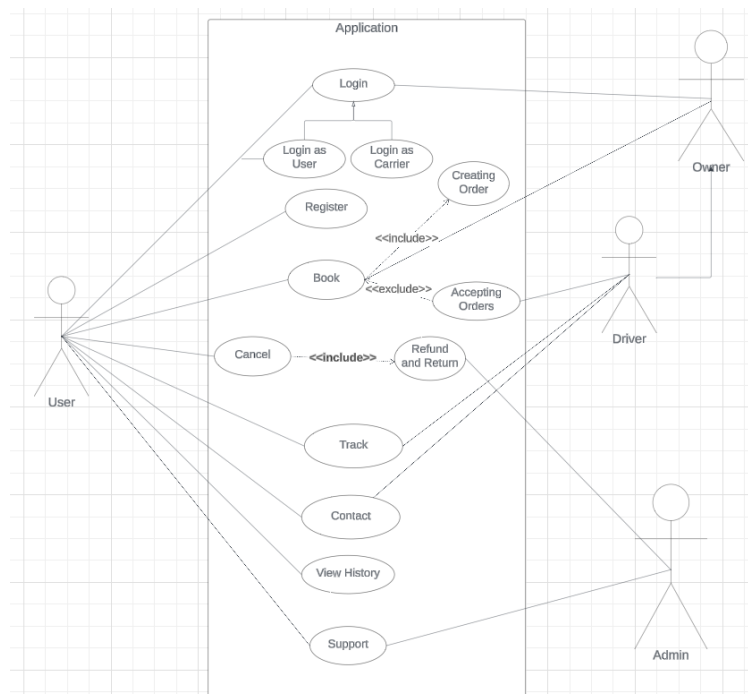 Application
Login
Login as
User
Login as
Carrier
Creating
Order
Owner
Register
<<include>>
Book
<<exclude>>
Accepting
Orders
Driver
Cancel
<<include>>
Refund
and Return
User
Track
Contact
View History
Support
Admin